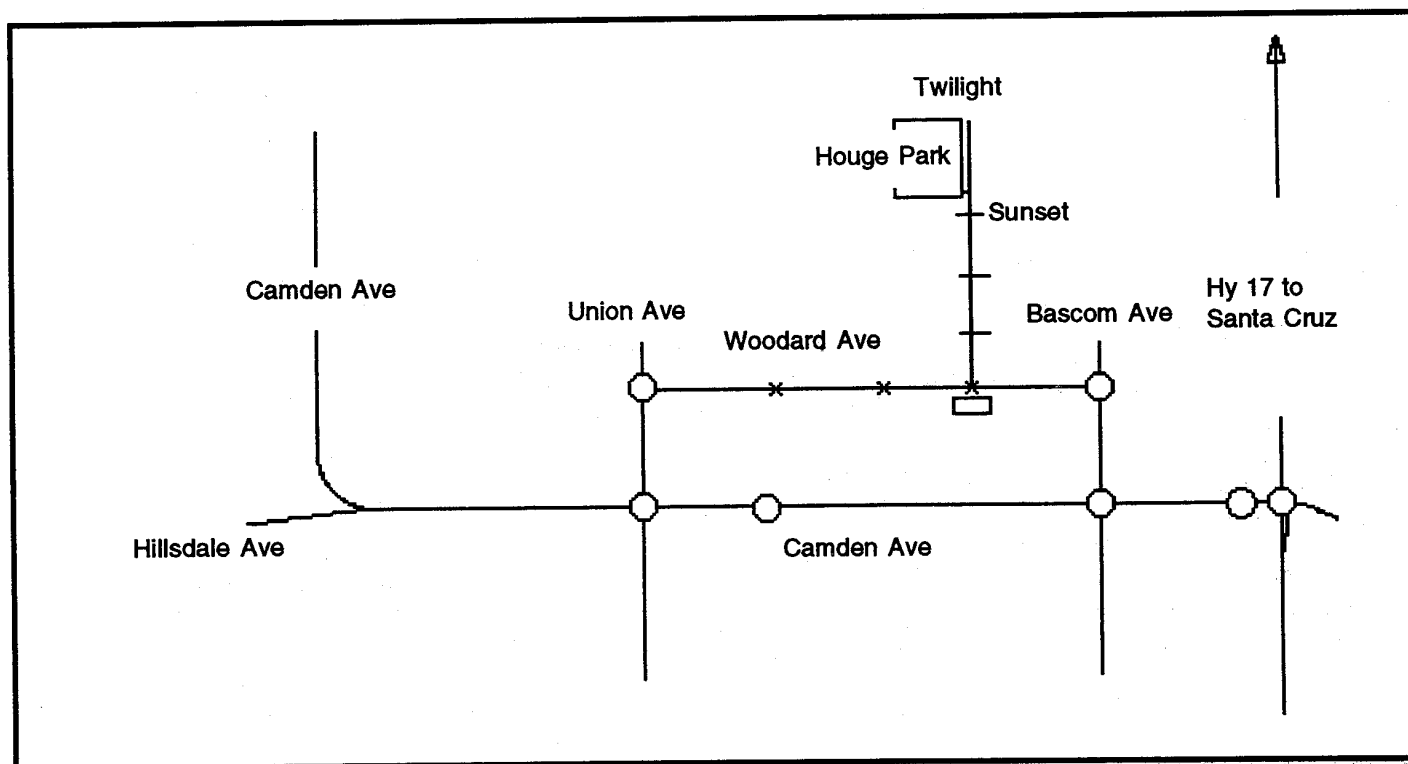 Twilight
Houge Park
Sunset
Camden Ave
Union Ave
Woodard Ave
Bascom Ave
Hy 17 to
Santa Cruz
Hillsdale Ave
Camden Ave